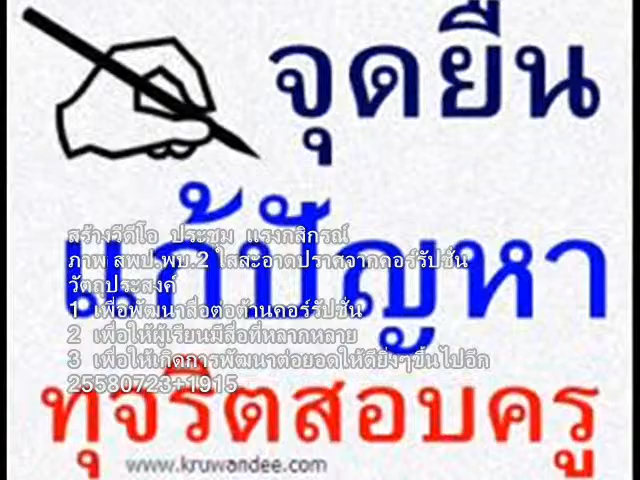 จุดยืน
แก้ปัญหา
สร้างวีดีโอ ประชุม แรงกสิกรณ์
ภาพ สพป.พบ.2 ใสสะอาดปราศจากคอร์รัปชั่น
วัตถุประสงค์
1 เพื่อพัฒนาสื่อต่อต้านคอร์รัปชั่น
2 เพื่อให้ผู้เรียนมีสื่อที่หลากหลาย
3 เพื่อให้เกิดการพัฒนาต่อยอดให้ดียิ่งๆขึ้นไปอีก
25580723+1915
ทุจริตสอบครู
www.kruwandee.com